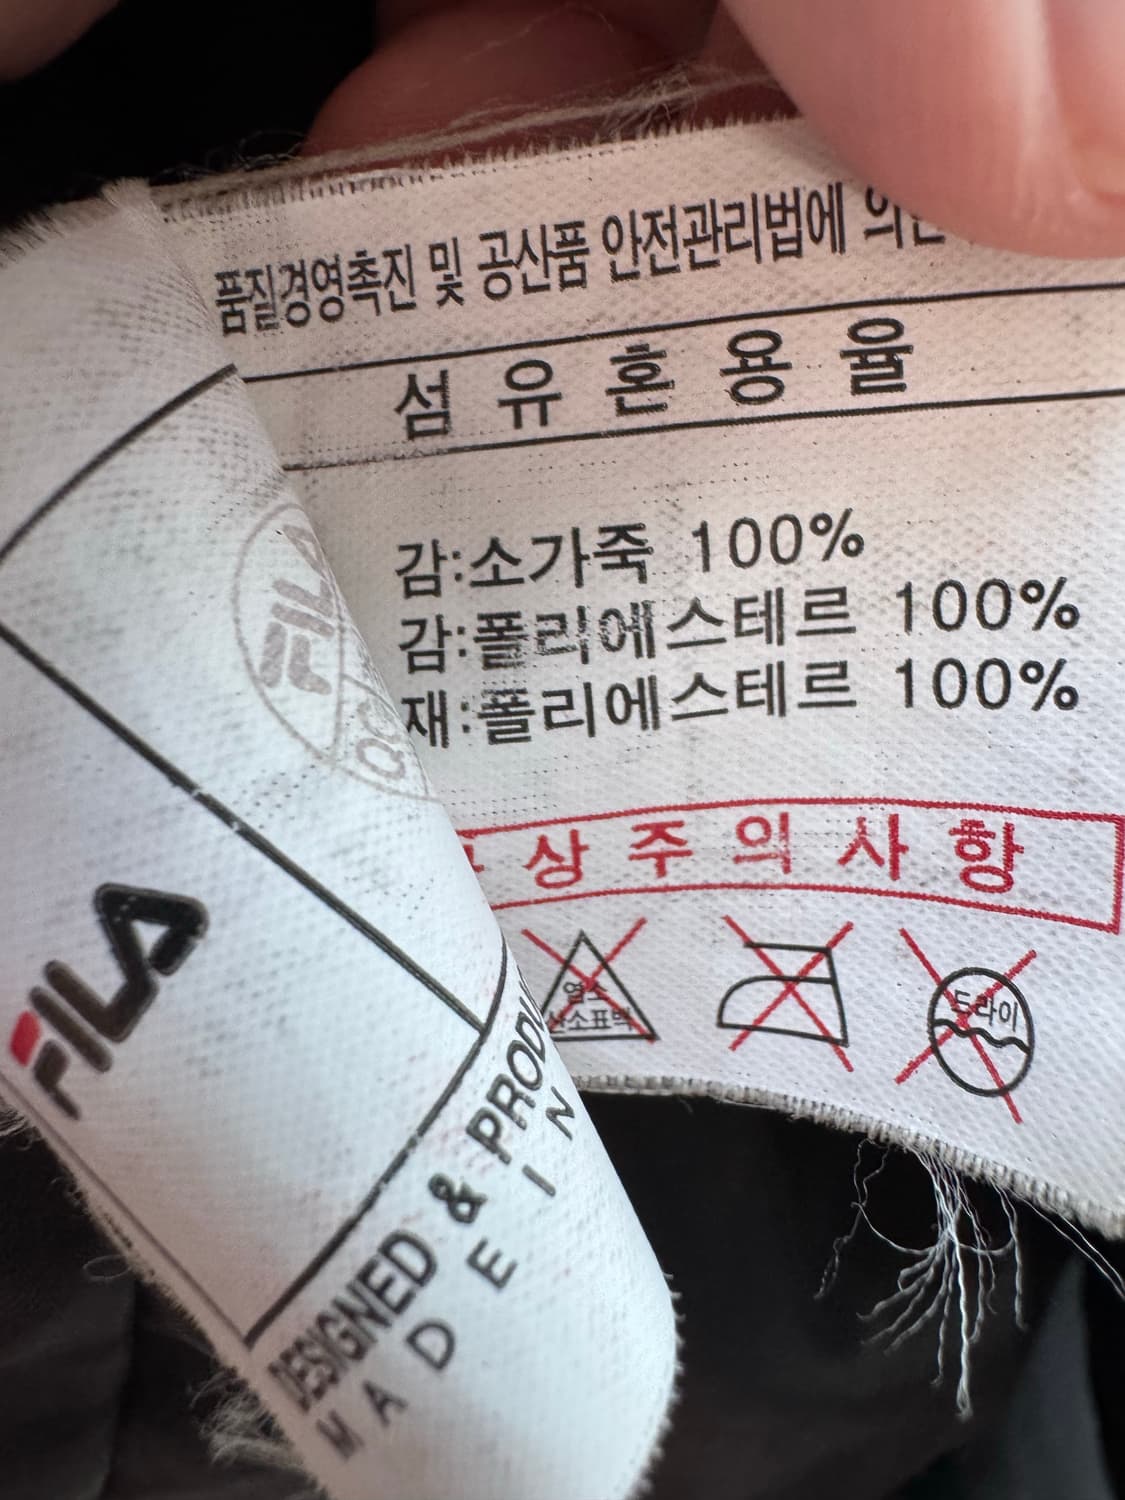 품질경영촉진 및 공산품 안전관리법에 의한
섬유혼용율
감:소가죽 100%
감:폴리에스테르 100%
재:폴리에스테르 100%
상주의사항
염소
산소표백
드라이
FILA
FILA
DESIGNED &
MADE IN